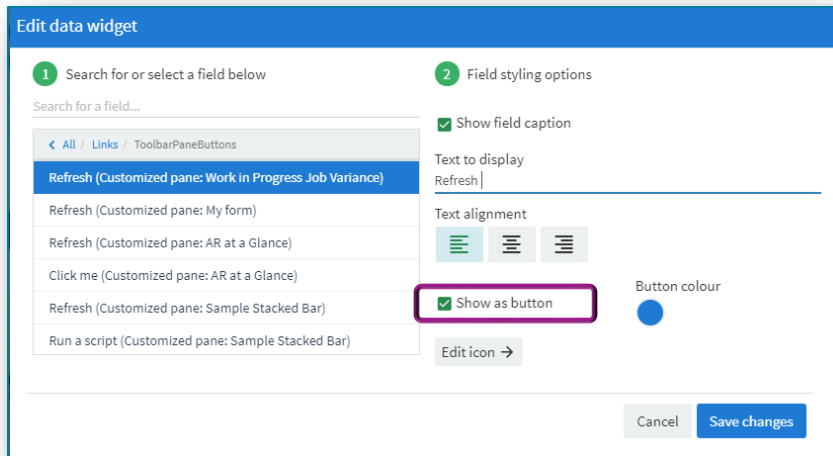 Edit data widget
1 Search for or select a field below
Search for a field...
All / Links / ToolbarPaneButtons
Refresh (Customized pane: Work in Progress Job Variance)
Refresh (Customized pane: My form)
Refresh (Customized pane: AR at a Glance)
Click me (Customized pane: AR at a Glance)
Refresh (Customized pane: Sample Stacked Bar)
Run a script (Customized pane: Sample Stacked Bar)
2 Field styling options
Show field caption
Text to display
Refresh
Text alignment
Show as button
Button colour
Edit icon →
Cancel
Save changes